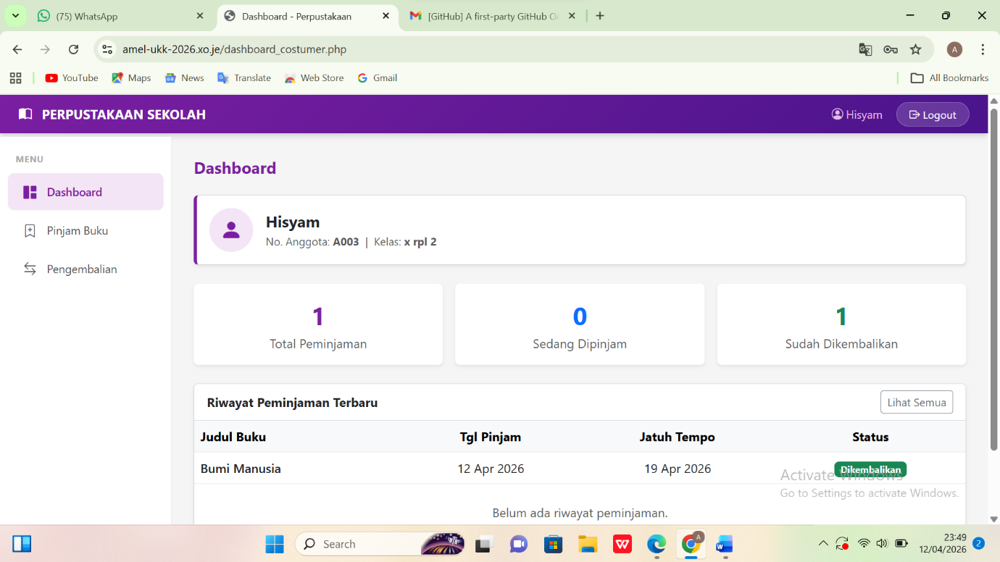 (75) WhatsApp
Dashboard - Perpustakaan
[GitHub] A first-party GitHub OA
amel-ukk-2026.xo.je/dashboard_costumer.php
A
YouTube
Maps
News
Translate
Web Store
Gmail
All Bookmarks
PERPUSTAKAAN SEKOLAH
Hisyam
Logout
MENU
Dashboard
Pinjam Buku
Pengembalian
Dashboard
Hisyam
No. Anggota: A003 | Kelas: x rpl 2
1
Total Peminjaman
0
Sedang Dipinjam
1
Sudah Dikembalikan
Riwayat Peminjaman Terbaru
Lihat Semua
Judul Buku Tgl Pinjam Jatuh Tempo Status
Bumi Manusia 12 Apr 2026 19 Apr 2026 Dikembalikan
Activate Windows
Go to Settings to activate Windows.
Belum ada riwayat peminjaman.
Search
A
23:49
12/04/2026
2